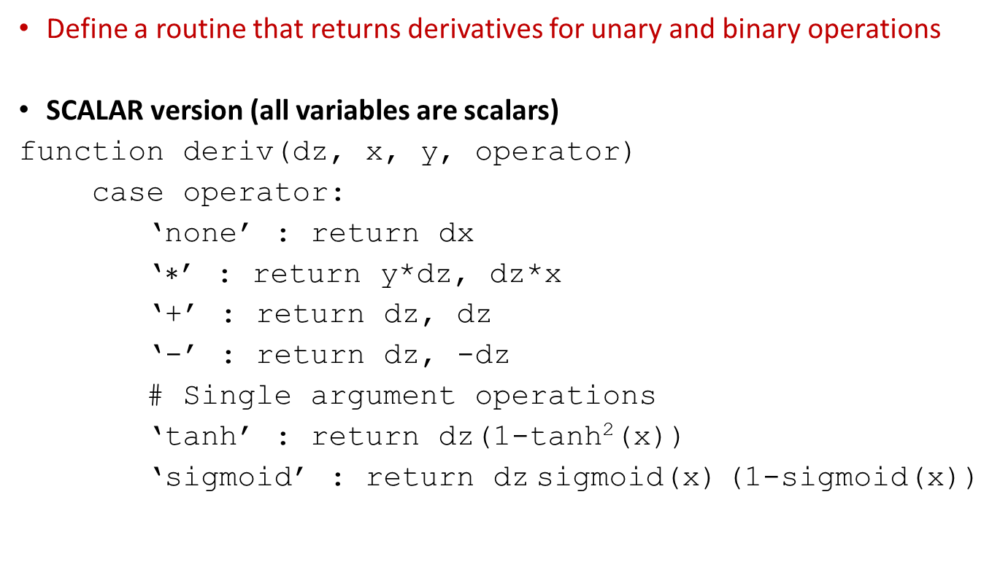 • Define a routine that returns derivatives for unary and binary operations
• SCALAR version (all variables are scalars)
function deriv(dz, x, y, operator)
case operator:
‘none’ : return dx
‘*’ : return y*dz, dz*x
‘+’ : return dz, dz
‘-’ : return dz, -dz
# Single argument operations
‘tanh’ : return dz(1-tanh²(x))
‘sigmoid’ : return dz sigmoid(x) (1-sigmoid(x))